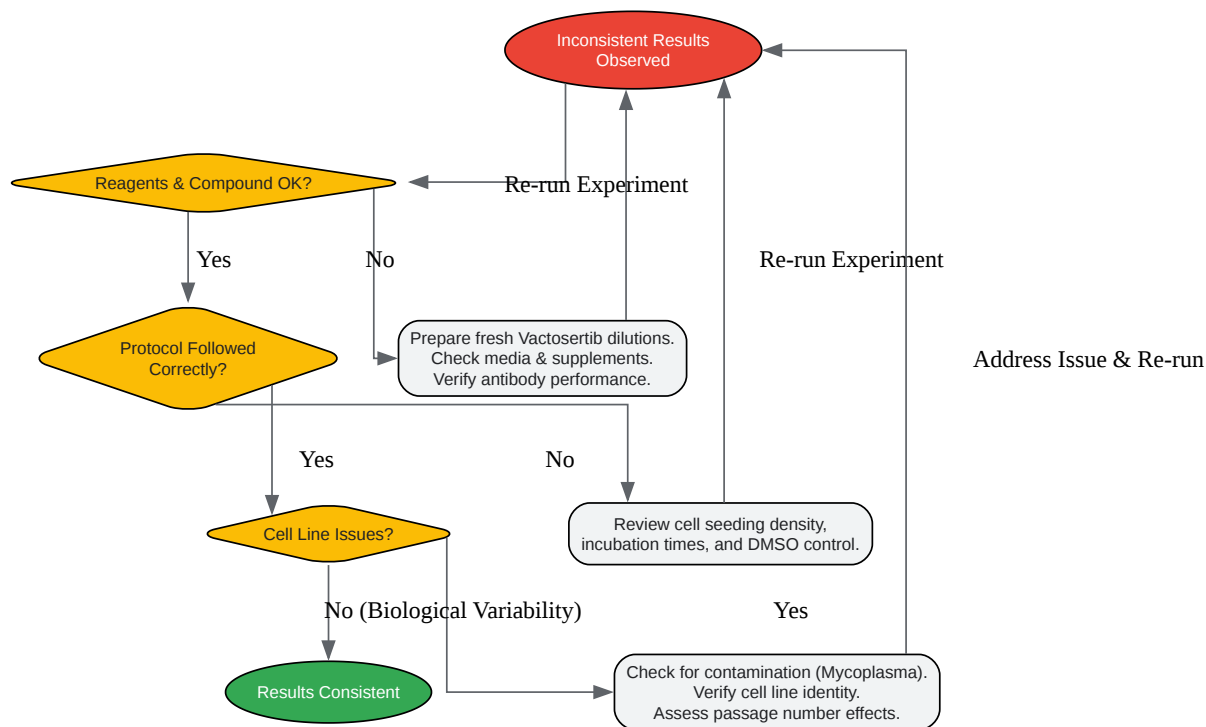 Inconsistent Results
Observed
Reagents & Compound OK?
Re-run Experiment
Yes
No
Re-run Experiment
Prepare fresh Vactosertib dilutions.
Check media & supplements.
Verify antibody performance.
Protocol Followed
Correctly?
Address Issue & Re-run
Yes
No
Review cell seeding density,
incubation times, and DMSO control.
Cell Line Issues?
No (Biological Variability)
Yes
Results Consistent
Check for contamination (Mycoplasma).
Verify cell line identity.
Assess passage number effects.